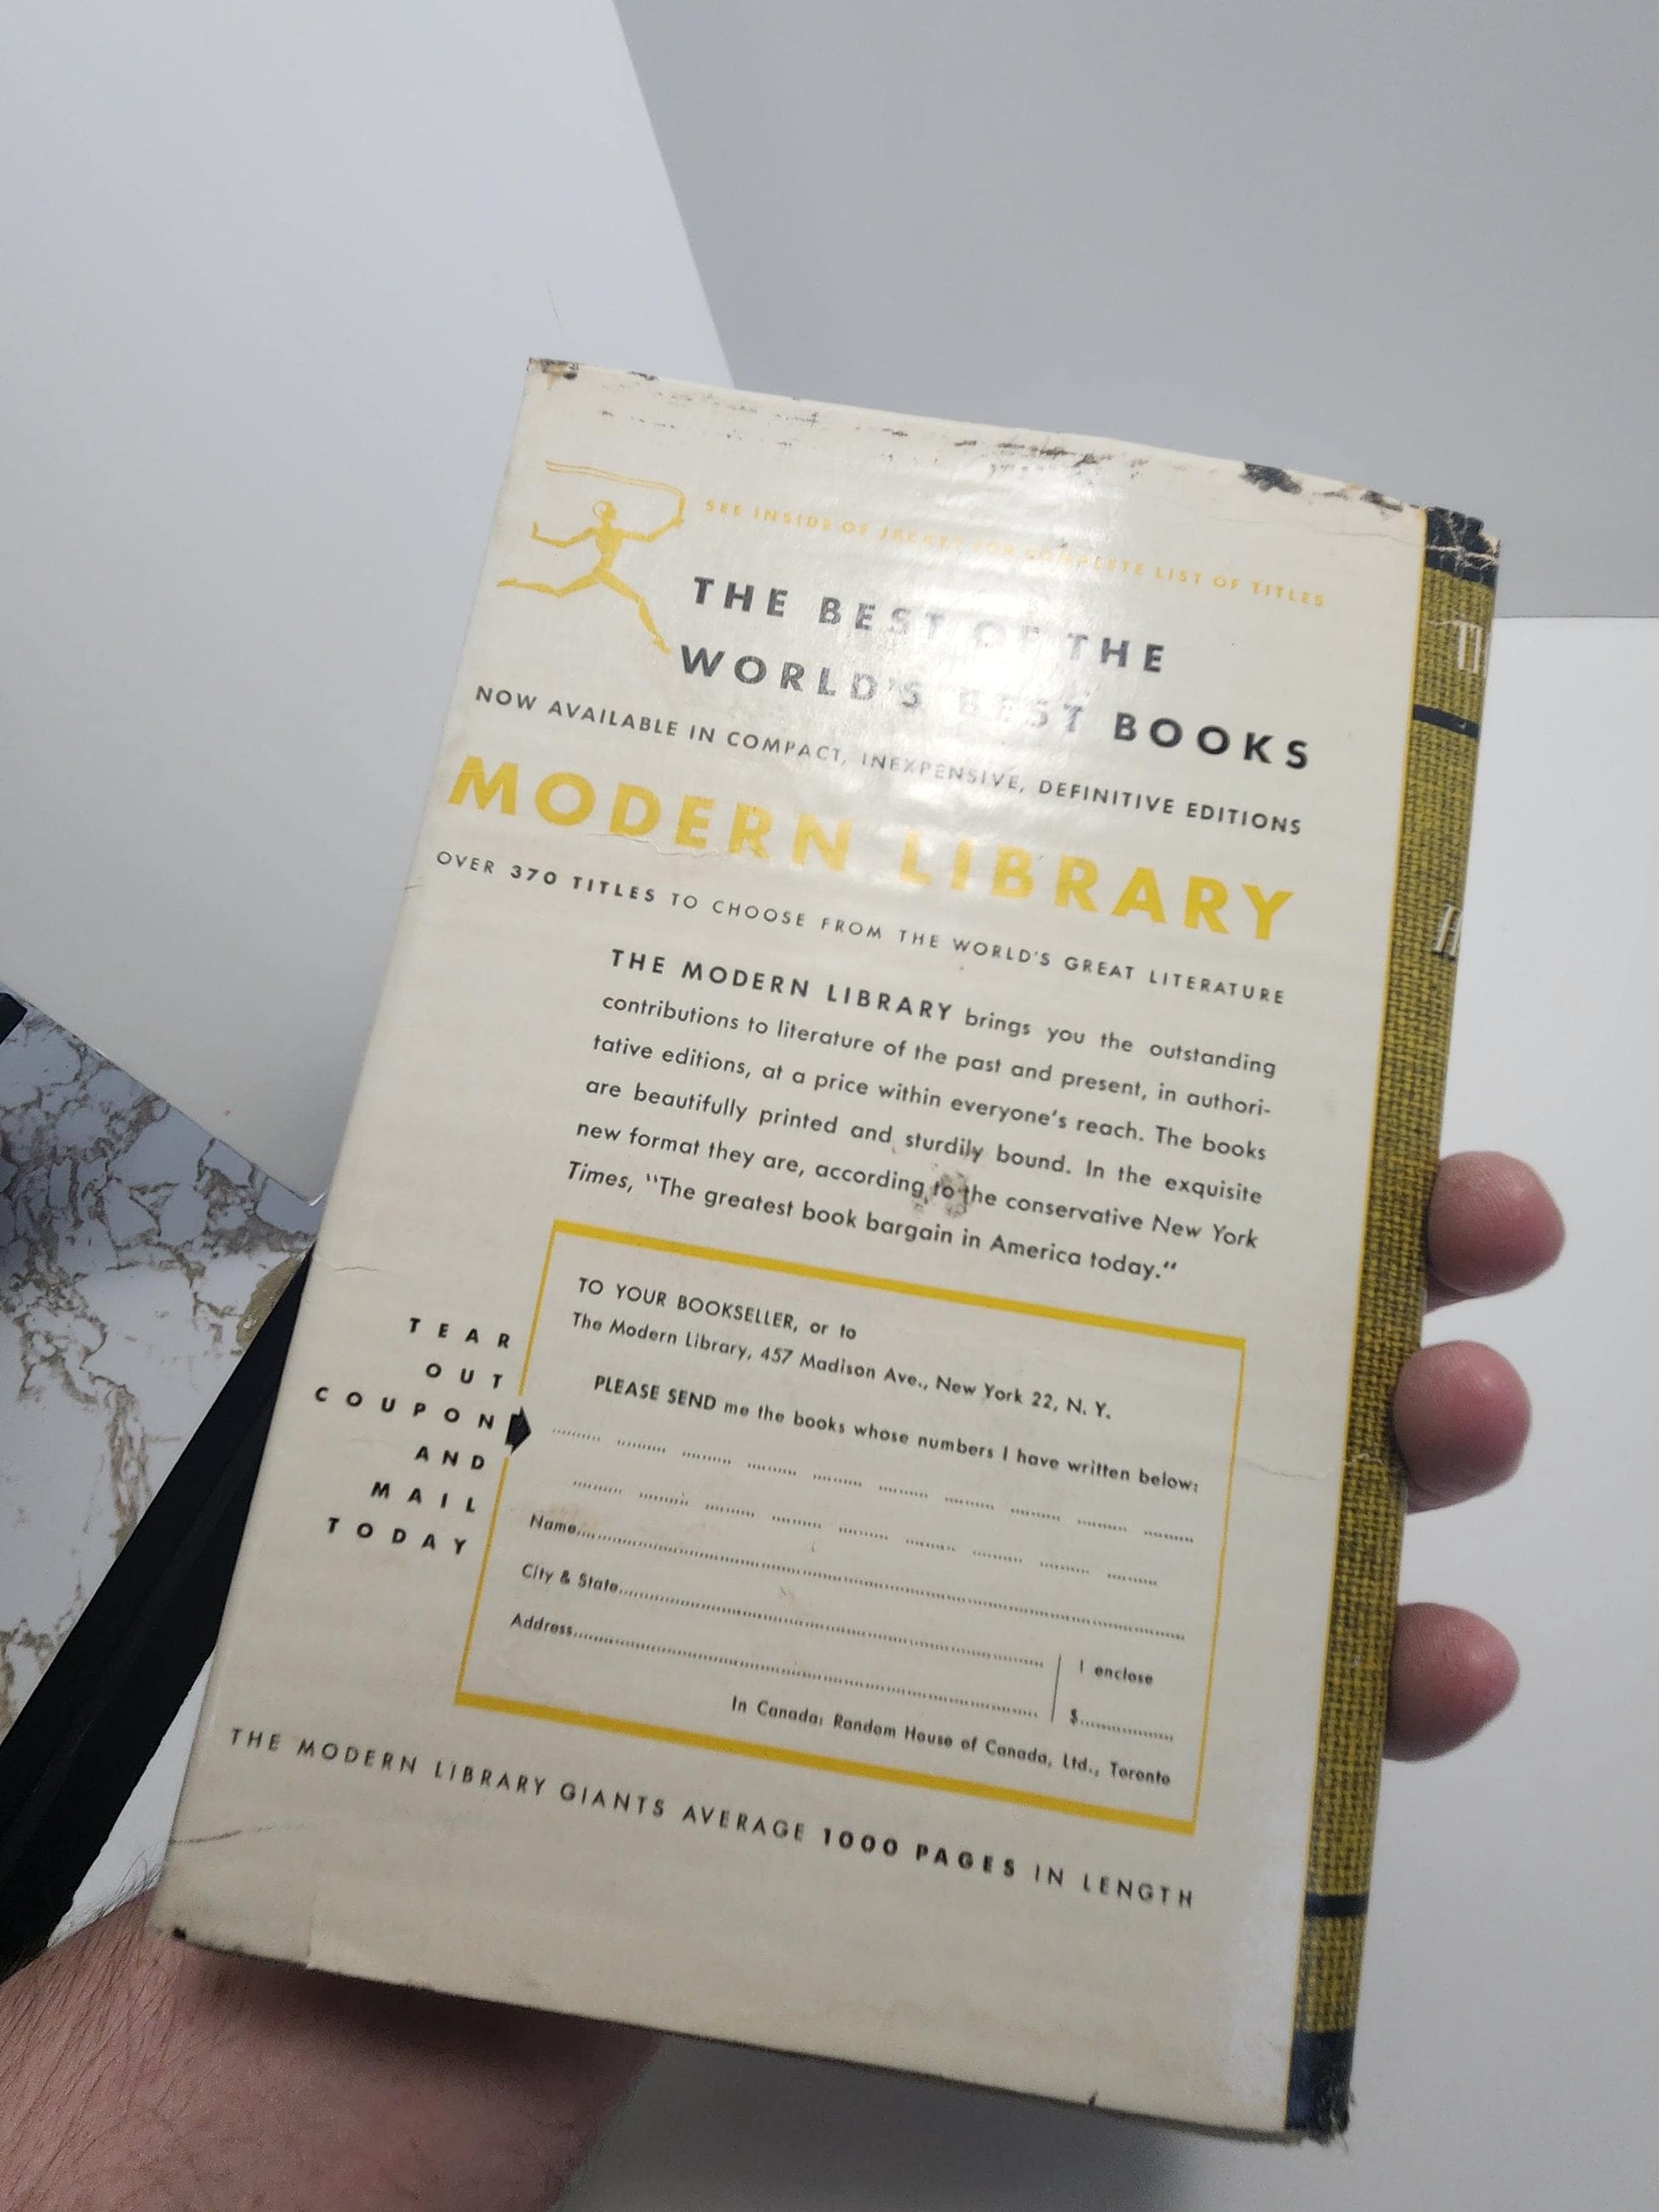 SEE INSIDE OF JACKET FOR COMPLETE LIST OF TITLES
THE BEST OF THE
WORLD'S BEST BOOKS
NOW AVAILABLE IN COMPACT, INEXPENSIVE, DEFINITIVE EDITIONS
MODERN LIBRARY
OVER 370 TITLES TO CHOOSE FROM THE WORLD'S GREAT LITERATURE
THE MODERN LIBRARY brings you the outstanding
contributions to literature of the past and present, in authori-
tative editions, at a price within everyone's reach. The books
are beautifully printed and sturdily bound. In the exquisite
new format they are, according to the conservative New York
Times, "The greatest book bargain in America today."
TEAR
OUT
COUPON
AND
MAIL
TODAY
TO YOUR BOOKSELLER, or to
The Modern Library, 457 Madison Ave., New York 22, N. Y.
PLEASE SEND me the books whose numbers I have written below:
Name
City & State
Address
I enclose
$
In Canada: Random House of Canada, Ltd., Toronto
THE MODERN LIBRARY GIANTS AVERAGE 1000 PAGES IN LENGTH